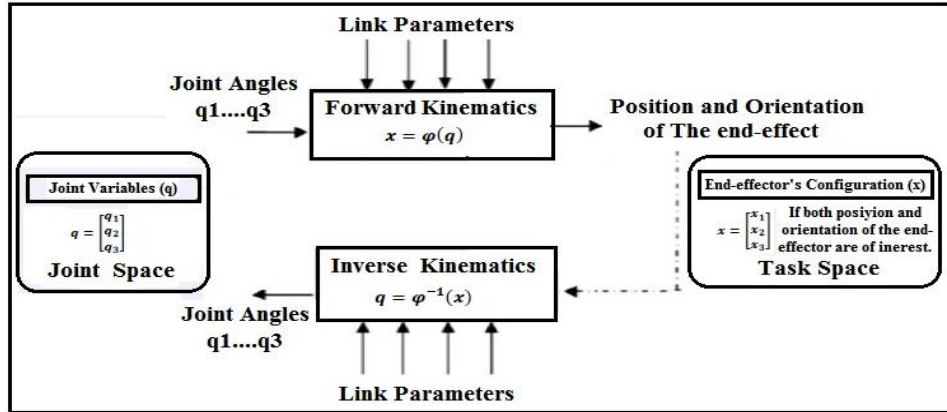 Link Parameters
Joint Angles
q1....q3
Forward Kinematics
x = φ(q)
Position and Orientation
of The end-effect
Joint Variables (q)
q = [q₁ q₂ q₃]
Joint Space
End-effector's Configuration (x)
x = [x₁ x₂ x₃]
If both posiyion and
orientation of the end-
effector are of inerest.
Task Space
Inverse Kinematics
q = φ⁻¹(x)
Joint Angles
q1....q3
Link Parameters